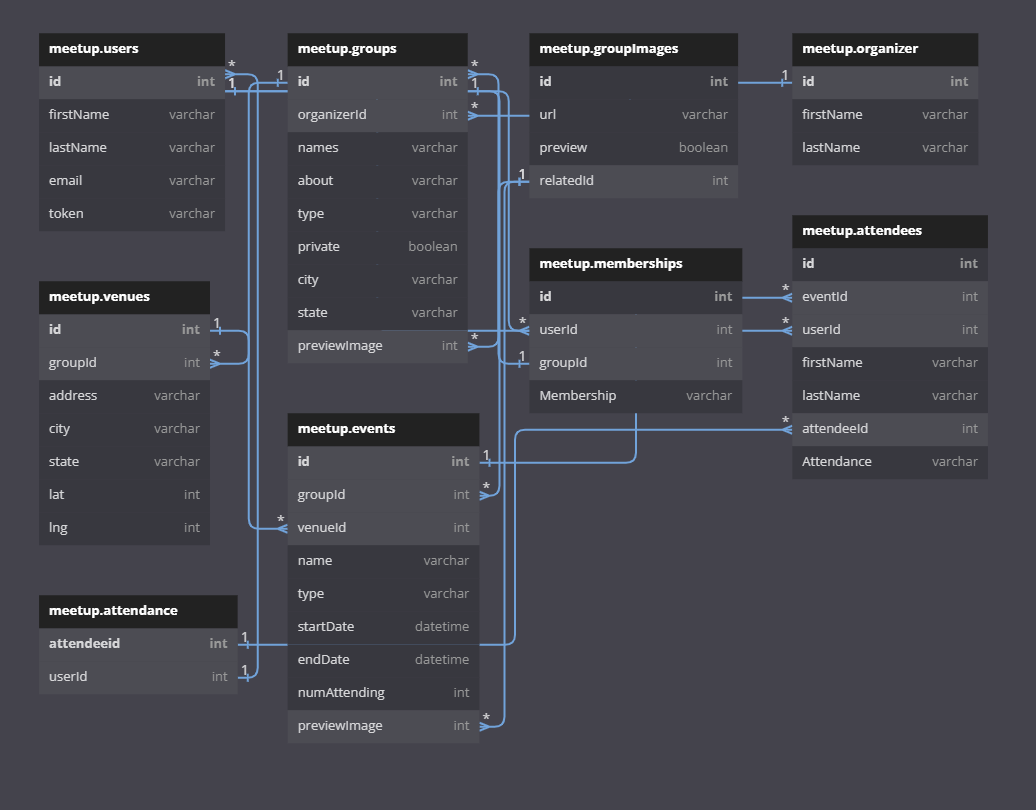 meetup.users
id int
firstName varchar
lastName varchar
email varchar
token varchar
*
1
meetup.groups
1
id int
organizerId int
names varchar
about varchar
type varchar
private boolean
city varchar
state varchar
previewImage int
*
1
*
*
meetup.groupImages
id int
url varchar
preview boolean
relatedId int
1
meetup.organizer
1
id int
firstName varchar
lastName varchar
meetup.venues
id int
groupId int
address varchar
city varchar
state varchar
lat int
lng int
1
*
meetup.memberships
id int
userId int
groupId int
Membership varchar
*
1
meetup.attendees
id int
eventId int
userId int
firstName varchar
lastName varchar
attendeeId int
Attendance varchar
*
*
*
meetup.events
id int
groupId int
venueId int
name varchar
type varchar
startDate datetime
endDate datetime
numAttending int
previewImage int
1
*
*
*
meetup.attendance
attendeeid int
userId int
1
1